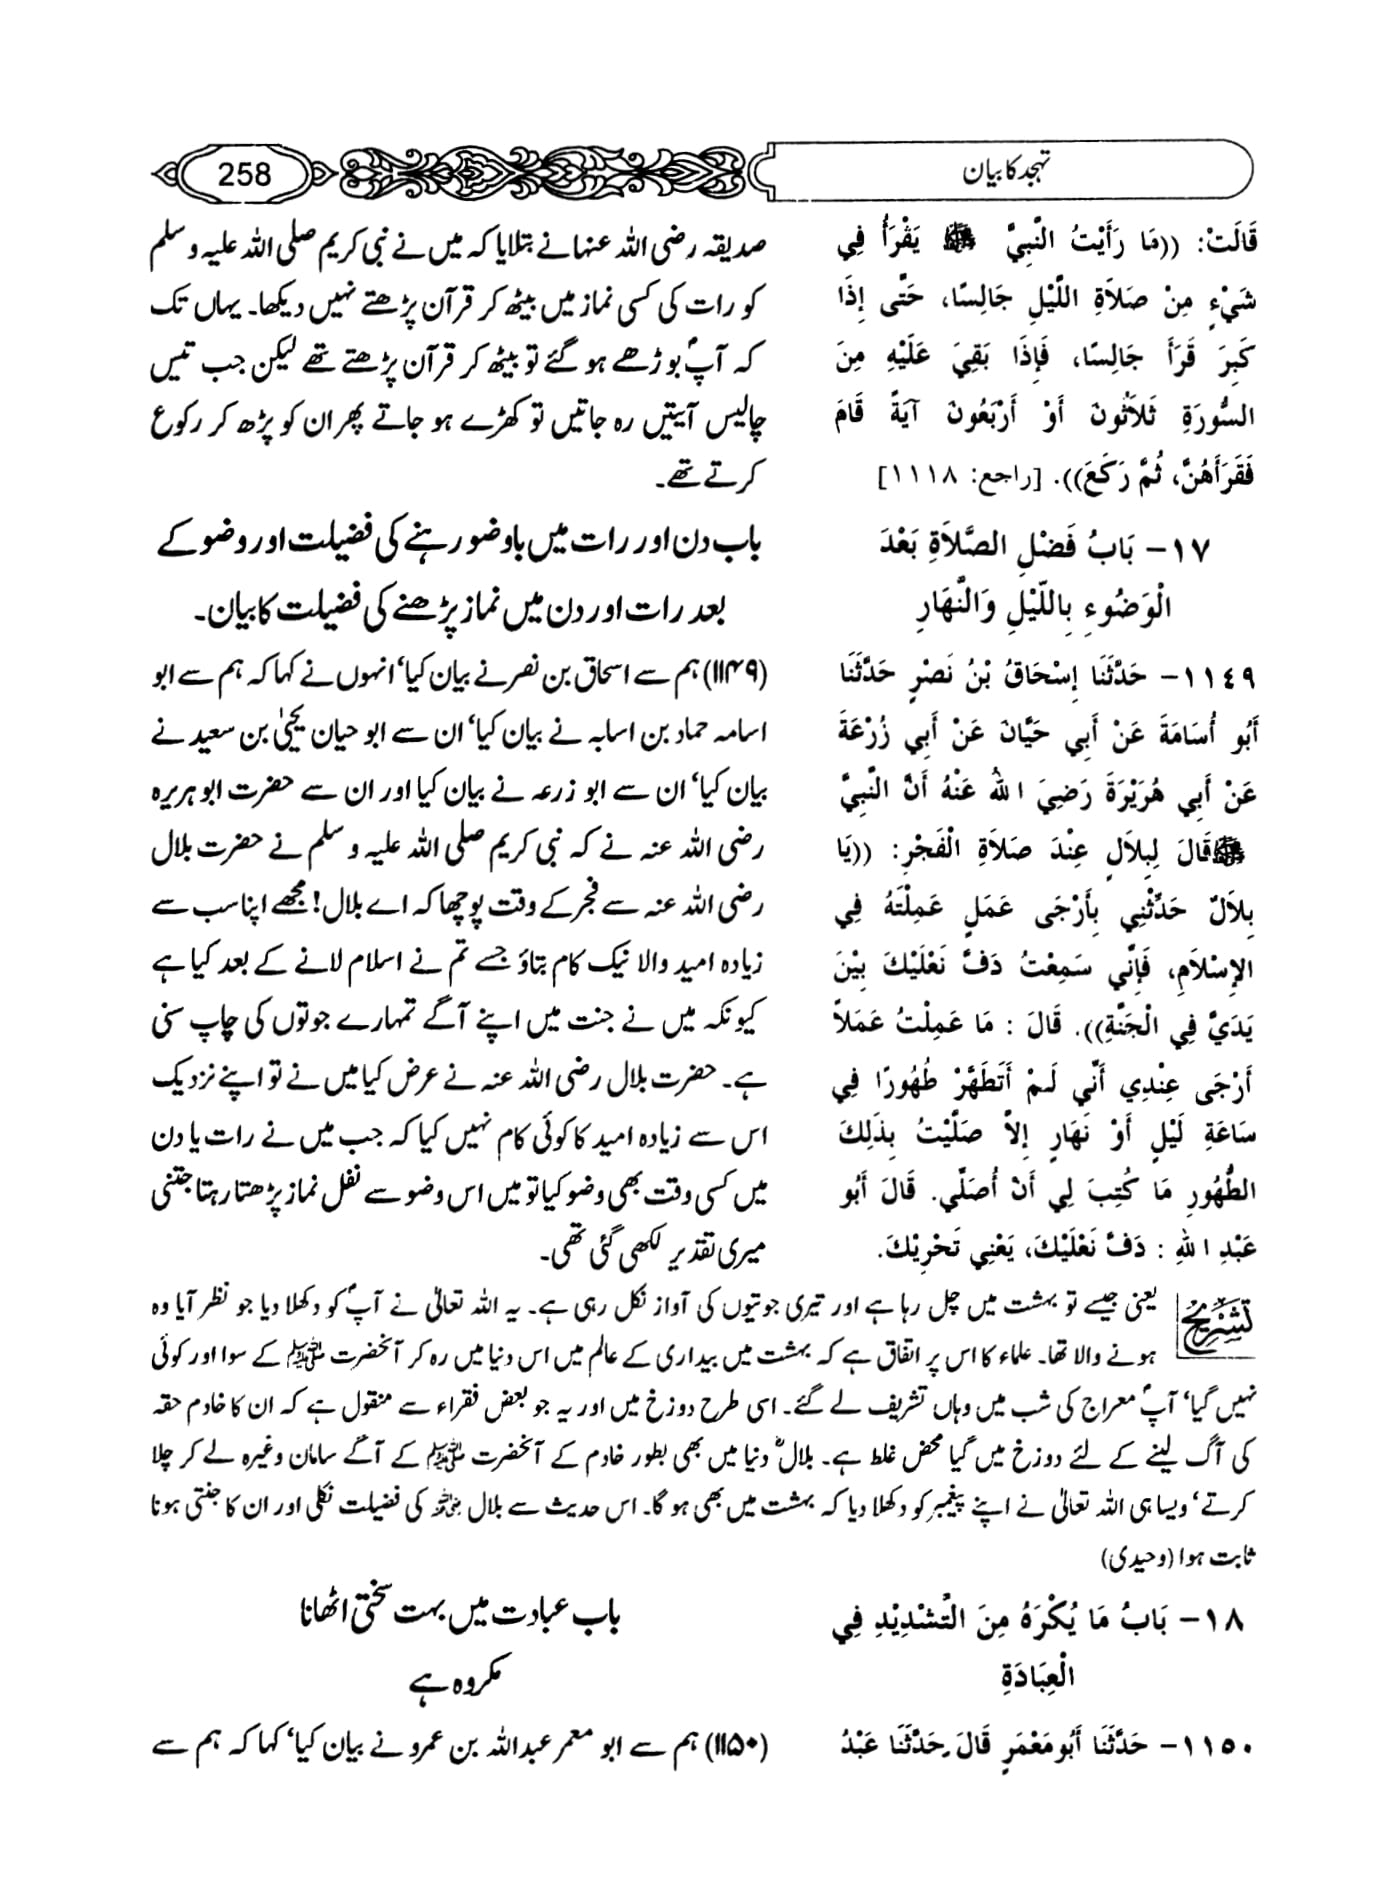 تہجد کا بیان
258
قَالَتْ: ((مَا رَأَيْتُ النَّبِيَّ ﷺ يَقْرَأُ فِي
شَيْءٍ مِنْ صَلاَةِ اللَّيْلِ جَالِسًا، حَتَّى إِذَا
كَبِرَ قَرَأَ جَالِسًا، فَإِذَا بَقِيَ عَلَيْهِ مِنَ
السُّورَةِ ثَلاَثُونَ أَوْ أَرْبَعُونَ آيَةً قَامَ
فَقَرَأَهُنَّ، ثُمَّ رَكَعَ)). [راجع: ١١١٨]
صدیقہ رضی اللہ عنہا نے بتلایا کہ میں نے نبی کریم صلی اللہ علیہ و سلم
کو رات کی کسی نماز میں بیٹھ کر قرآن پڑھتے نہیں دیکھا۔ یہاں تک
کہ آپؐ بوڑھے ہو گئے تو بیٹھ کر قرآن پڑھتے تھے لیکن جب تیس
چالیس آیتیں رہ جاتیں تو کھڑے ہو جاتے پھر ان کو پڑھ کر رکوع
کرتے تھے۔
١٧- بَابُ فَضْلِ الصَّلاَةِ بَعْدَ
الْوَضُوءِ بِاللَّيْلِ وَالنَّهَارِ
باب دن اور رات میں باوضو رہنے کی فضیلت اور وضو کے
بعد رات اور دن میں نماز پڑھنے کی فضیلت کا بیان۔
١١٤٩- حَدَّثَنَا إِسْحَاقُ بْنُ نَصْرٍ حَدَّثَنَا
أَبُو أُسَامَةَ عَنْ أَبِي حَيَّانَ عَنْ أَبِي زُرْعَةَ
عَنْ أَبِي هُرَيْرَةَ رَضِيَ اللهُ عَنْهُ أَنَّ النَّبِيَّ
ﷺ قَالَ لِبِلاَلٍ عِنْدَ صَلاَةِ الْفَجْرِ: ((يَا
بِلاَلُ حَدِّثْنِي بِأَرْجَى عَمَلٍ عَمِلْتَهُ فِي
الإِسْلاَمِ، فَإِنِّي سَمِعْتُ دَفَّ نَعْلَيْكَ بَيْنَ
يَدَيَّ فِي الْجَنَّةِ)). قَالَ : مَا عَمِلْتُ عَمَلاً
أَرْجَى عِنْدِي أَنِّي لَمْ أَتَطَهَّرْ طُهُورًا فِي
سَاعَةِ لَيْلٍ أَوْ نَهَارٍ إِلاَّ صَلَّيْتُ بِذَلِكَ
الطُّهُورِ مَا كُتِبَ لِي أَنْ أُصَلِّي. قَالَ أَبُو
عَبْدِ اللهِ : دَفَّ نَعْلَيْكَ، يَعْنِي تَحْرِيْكَ.
(۱۱۴۹) ہم سے اسحاق بن نصر نے بیان کیا' انہوں نے کہا کہ ہم سے ابو
اسامہ حماد بن اسابہ نے بیان کیا' ان سے ابو حیان یحیٰ بن سعید نے
بیان کیا' ان سے ابو زرعہ نے بیان کیا اور ان سے حضرت ابو ہریرہ
رضی اللہ عنہ نے کہ نبی کریم صلی اللہ علیہ و سلم نے حضرت بلال
رضی اللہ عنہ سے فجر کے وقت پوچھا کہ اے بلال! مجھے اپنا سب سے
زیادہ امید والا نیک کام بتاؤ جسے تم نے اسلام لانے کے بعد کیا ہے
کیونکہ میں نے جنت میں اپنے آگے تمہارے جوتوں کی چاپ سنی
ہے۔ حضرت بلال رضی اللہ عنہ نے عرض کیا میں نے تو اپنے نزدیک
اس سے زیادہ امید کا کوئی کام نہیں کیا کہ جب میں نے رات یا دن
میں کسی وقت بھی وضو کیا تو میں اس وضو سے نفل نماز پڑھتا رہتا جتنی
میری تقدیر لکھی گئی تھی۔
تشریح
یعنی جیسے تو بہشت میں چل رہا ہے اور تیری جوتیوں کی آواز نکل رہی ہے۔ یہ اللہ تعالیٰ نے آپؐ کو دکھلا دیا جو نظر آیا وہ
ہونے والا تھا۔ علماء کا اس پر اتفاق ہے کہ بہشت میں بیداری کے عالم میں اس دنیا میں رہ کر آنحضرت ﷺ کے سوا اور کوئی
نہیں گیا' آپؐ معراج کی شب میں وہاں تشریف لے گئے۔ اسی طرح دوزخ میں اور یہ جو بعض فقراء سے منقول ہے کہ ان کا خادم حقہ
کی آگ لینے کے لئے دوزخ میں گیا محض غلط ہے۔ بلالؓ دنیا میں بھی بطور خادم کے آنحضرت ﷺ کے آگے سامان وغیرہ لے کر چلا
کرتے' ویسا ہی اللہ تعالیٰ نے اپنے پیغمبر کو دکھلا دیا کہ بہشت میں بھی ہو گا۔ اس حدیث سے بلال رضی اللہ عنہ کی فضیلت نکلی اور ان کا جنتی ہونا
ثابت ہوا (وحیدی)
١٨- بَابُ مَا يُكْرَهُ مِنَ التَّشْدِيْدِ فِي
الْعِبَادَةِ
باب عبادت میں بہت سختی اٹھانا
مکروہ ہے
١١٥٠- حَدَّثَنَا أَبُو مَعْمَرٍ قَالَ حَدَّثَنَا عَبْدُ
(۱۱۵۰) ہم سے ابو معمر عبداللہ بن عمرو نے بیان کیا' کہا کہ ہم سے